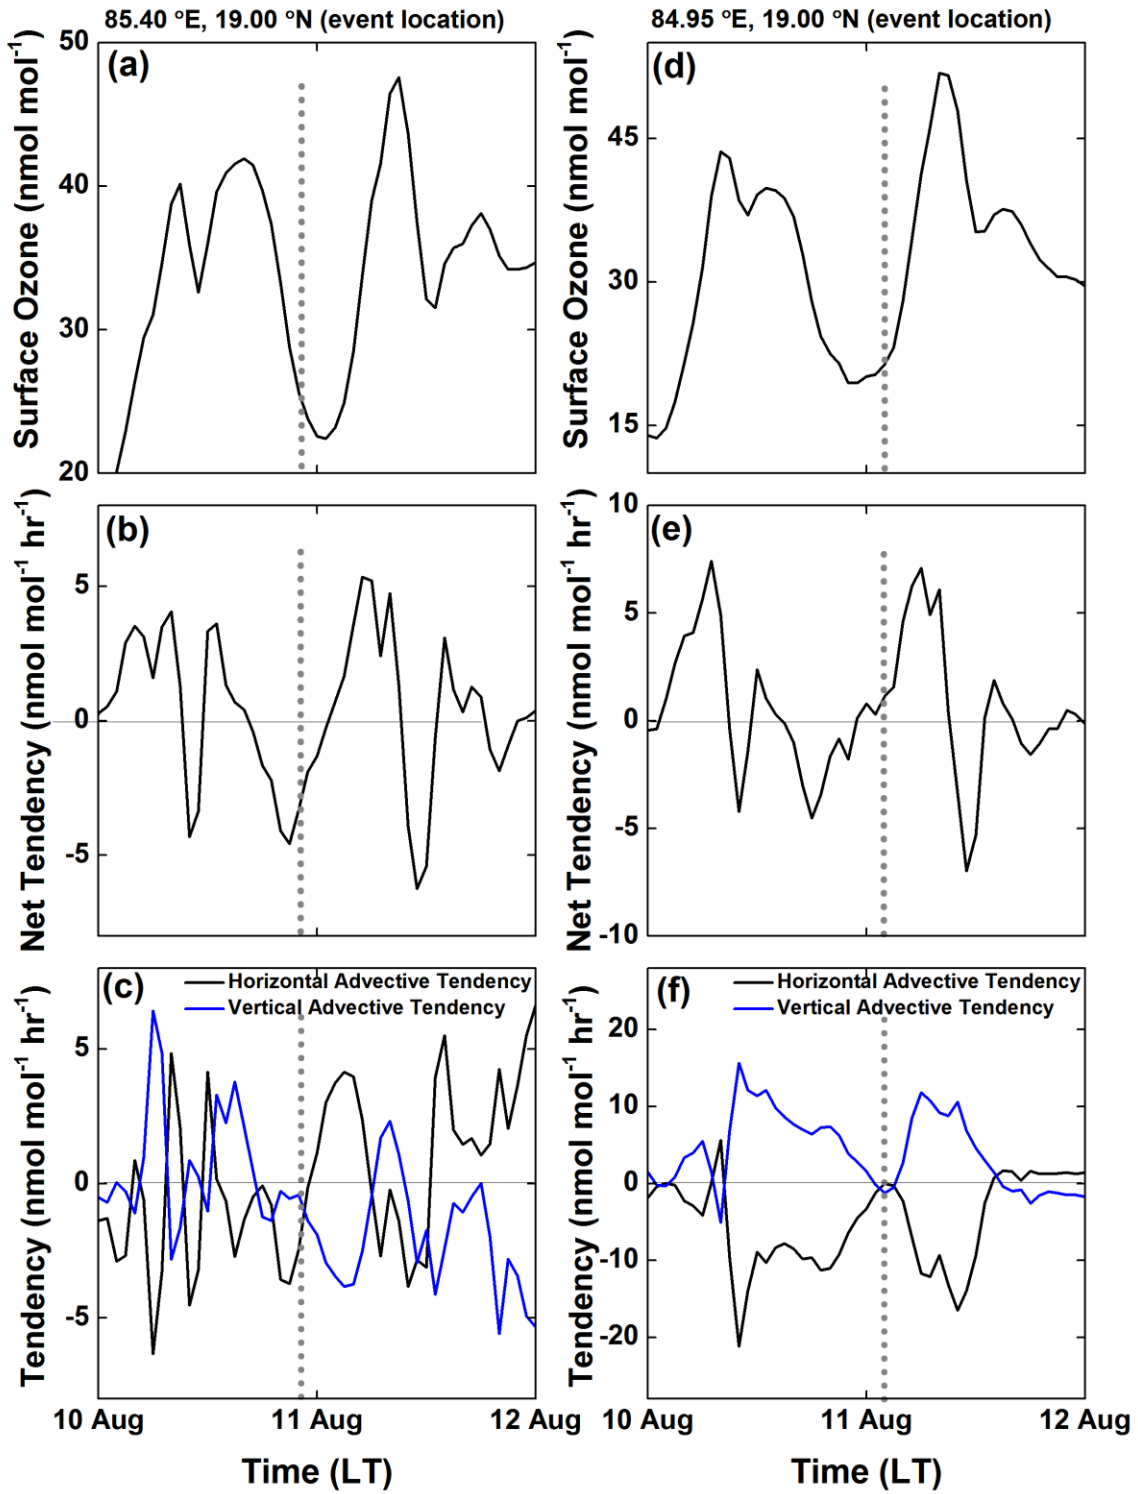 85.40 °E, 19.00 °N (event location)
84.95 °E, 19.00 °N (event location)
(a)
Surface Ozone (nmol mol⁻¹)
50
40
30
20
(d)
Surface Ozone (nmol mol⁻¹)
45
30
15
(b)
Net Tendency (nmol mol⁻¹ hr⁻¹)
5
0
-5
(e)
Net Tendency (nmol mol⁻¹ hr⁻¹)
10
5
0
-5
-10
(c)
Horizontal Advective Tendency
Vertical Advective Tendency
Tendency (nmol mol⁻¹ hr⁻¹)
5
0
-5
10 Aug
11 Aug
12 Aug
Time (LT)
(f)
Horizontal Advective Tendency
Vertical Advective Tendency
Tendency (nmol mol⁻¹ hr⁻¹)
20
10
0
-10
-20
10 Aug
11 Aug
12 Aug
Time (LT)